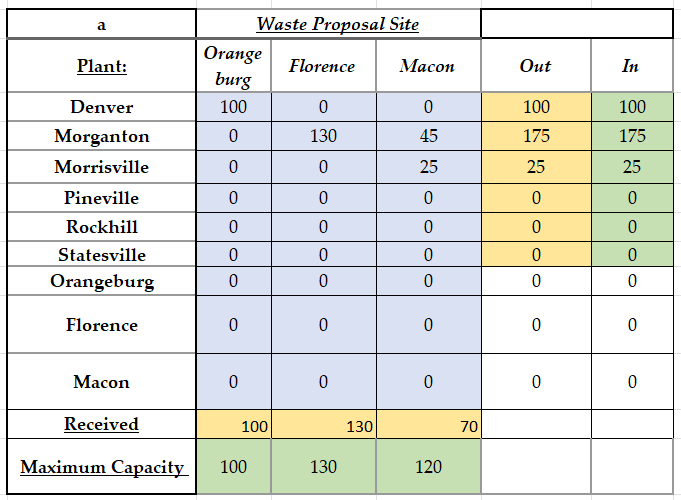 a Waste Proposal Site
Plant: Orange burg Florence Macon Out In
Denver 100 0 0 100 100
Morganton 0 130 45 175 175
Morrisville 0 0 25 25 25
Pineville 0 0 0 0 0
Rockhill 0 0 0 0 0
Statesville 0 0 0 0 0
Orangeburg 0 0 0 0 0
Florence 0 0 0 0 0
Macon 0 0 0 0 0
Received 100 130 70
Maximum Capacity 100 130 120